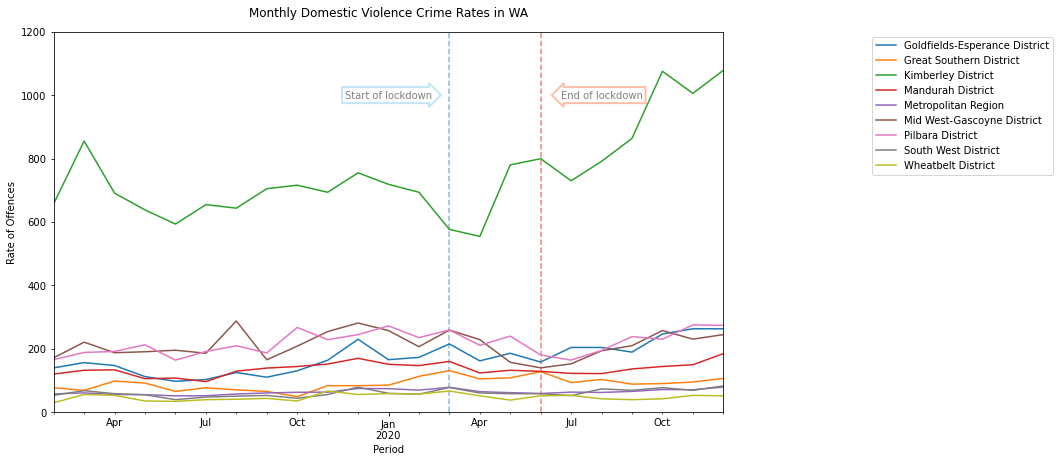 Monthly Domestic Violence Crime Rates in WA
1200
1000
800
600
400
200
0
Rate of Offences
Start of lockdown
End of lockdown
Apr
Jul
Oct
Jan
2020
Apr
Jul
Oct
Period
Goldfields-Esperance District
Great Southern District
Kimberley District
Mandurah District
Metropolitan Region
Mid West-Gascoyne District
Pilbara District
South West District
Wheatbelt District